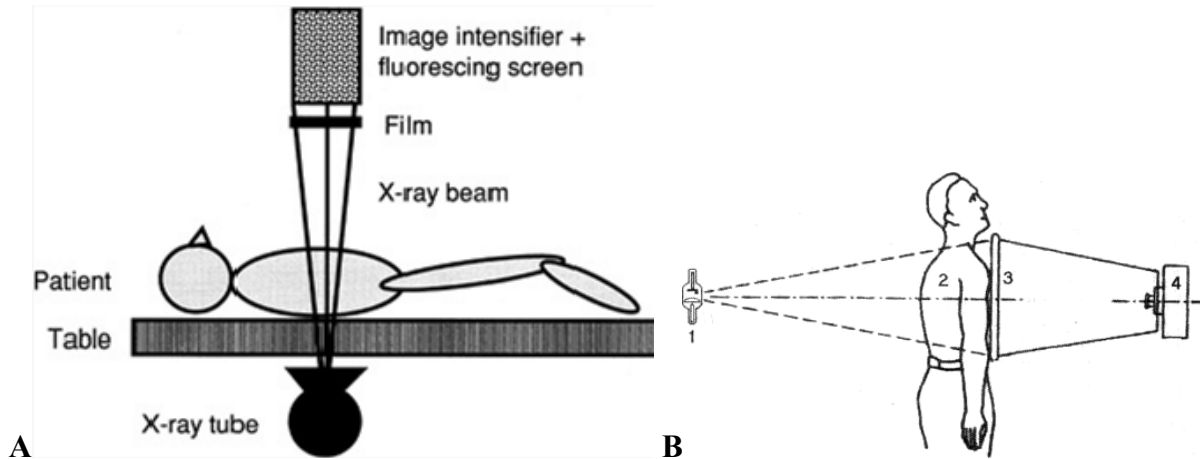 Image intensifier +
fluorescing screen
Film
X-ray beam
Patient
Table
X-ray tube
A
1
2
3
4
B